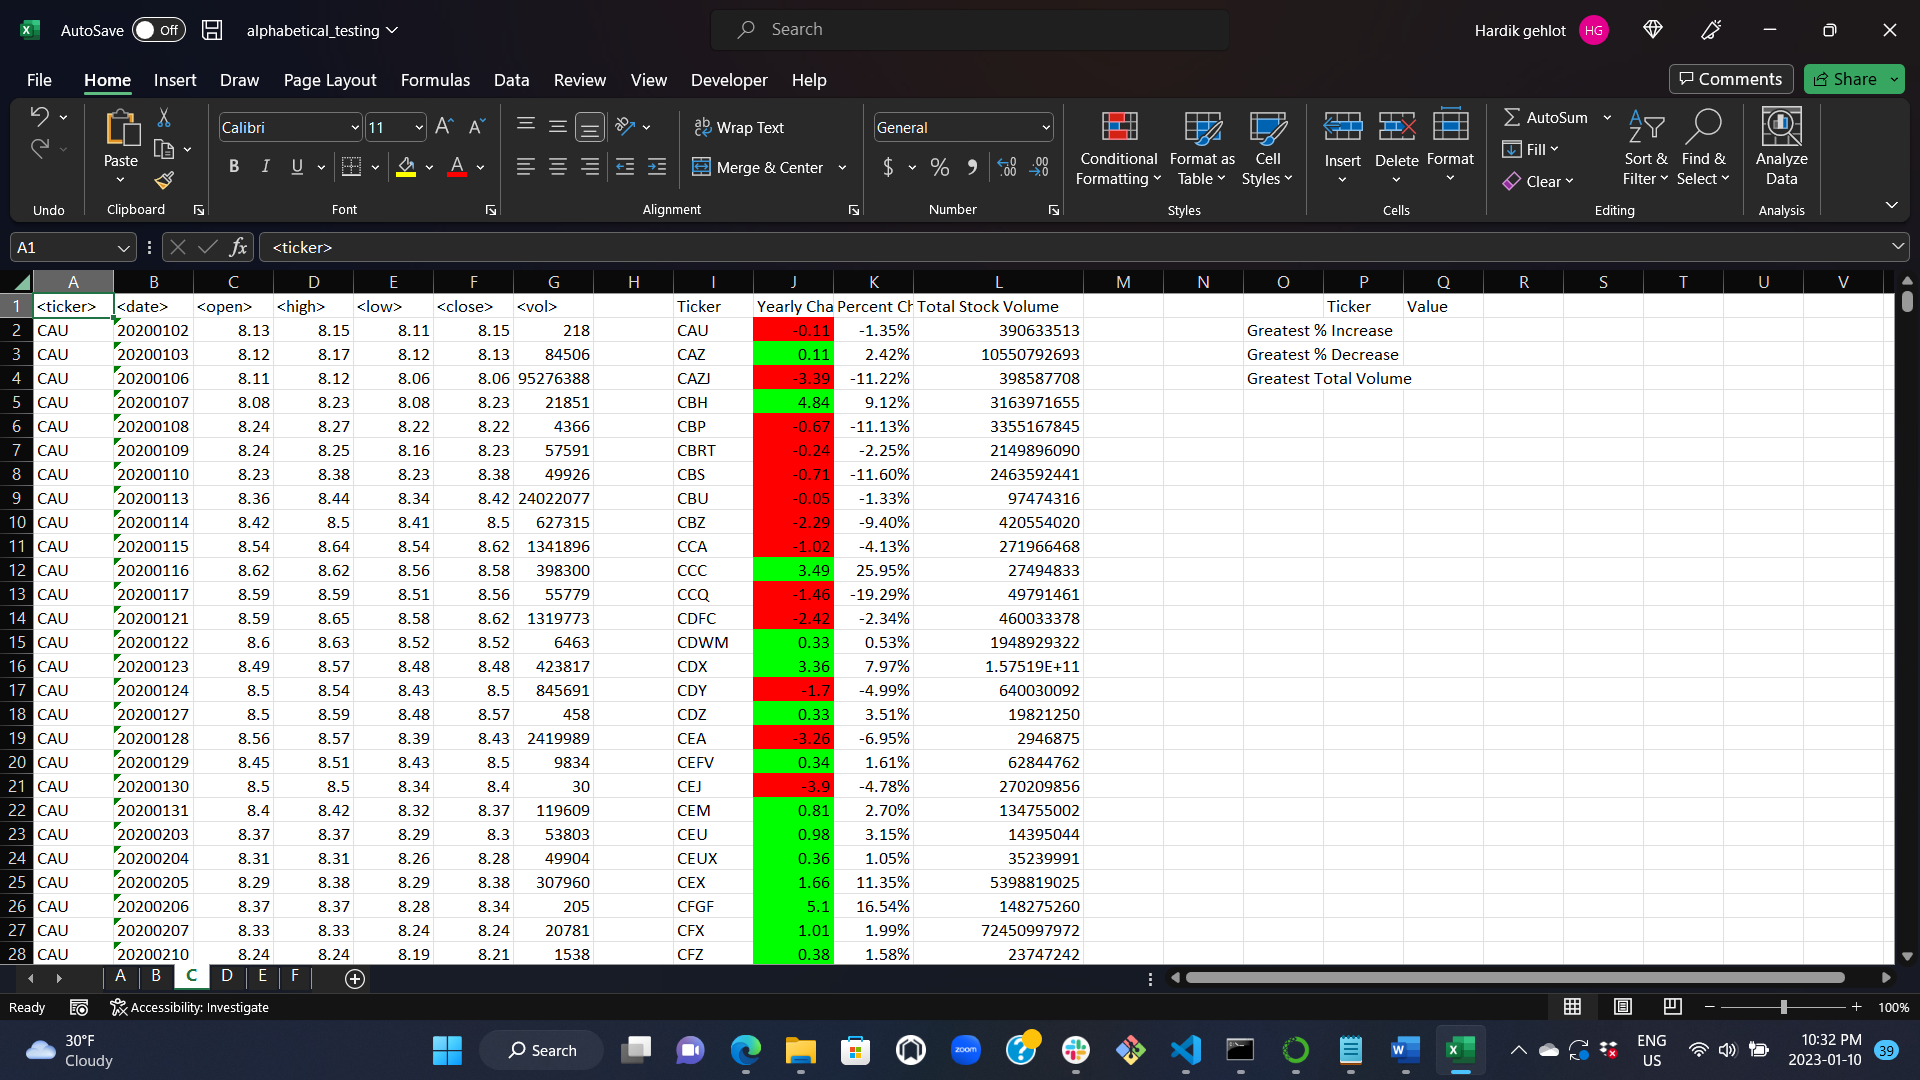 AutoSave Off alphabetical_testing Search Hardik gehlot HG
File Home Insert Draw Page Layout Formulas Data Review View Developer Help Comments Share
Paste Calibri 11 Wrap Text General Conditional Formatting Format as Table Cell Styles Insert Delete Format AutoSum Fill Clear Sort & Filter Find & Select Analyze Data
B I U A Merge & Center $ %
Undo Clipboard Font Alignment Number Styles Cells Editing Analysis
A1 fx <ticker>
A B C D E F G H I J K L M N O P Q R S T U V
1 <ticker> <date> <open> <high> <low> <close> <vol> Ticker Yearly Cha Percent Ch Total Stock Volume Ticker Value
2 CAU 20200102 8.13 8.15 8.11 8.15 218 CAU -0.11 -1.35% 390633513 Greatest % Increase
3 CAU 20200103 8.12 8.17 8.12 8.13 84506 CAZ 0.11 2.42% 10550792693 Greatest % Decrease
4 CAU 20200106 8.11 8.12 8.06 8.06 95276388 CAZJ -3.39 -11.22% 398587708 Greatest Total Volume
5 CAU 20200107 8.08 8.23 8.08 8.23 21851 CBH 4.84 9.12% 3163971655
6 CAU 20200108 8.24 8.27 8.22 8.22 4366 CBP -0.67 -11.13% 3355167845
7 CAU 20200109 8.24 8.25 8.16 8.23 57591 CBRT -0.24 -2.25% 2149896090
8 CAU 20200110 8.23 8.38 8.23 8.38 49926 CBS -0.71 -11.60% 2463592441
9 CAU 20200113 8.36 8.44 8.34 8.42 24022077 CBU -0.05 -1.33% 97474316
10 CAU 20200114 8.42 8.5 8.41 8.5 627315 CBZ -2.29 -9.40% 420554020
11 CAU 20200115 8.54 8.64 8.54 8.62 1341896 CCA -1.02 -4.13% 271966468
12 CAU 20200116 8.62 8.62 8.56 8.58 398300 CCC 3.49 25.95% 27494833
13 CAU 20200117 8.59 8.59 8.51 8.56 55779 CCQ -1.46 -19.29% 49791461
14 CAU 20200121 8.59 8.65 8.58 8.62 1319773 CDFC -2.42 -2.34% 460033378
15 CAU 20200122 8.6 8.63 8.52 8.52 6463 CDWM 0.33 0.53% 1948929322
16 CAU 20200123 8.49 8.57 8.48 8.48 423817 CDX 3.36 7.97% 1.57519E+11
17 CAU 20200124 8.5 8.54 8.43 8.5 845691 CDY -1.7 -4.99% 640030092
18 CAU 20200127 8.5 8.59 8.48 8.57 458 CDZ 0.33 3.51% 19821250
19 CAU 20200128 8.56 8.57 8.39 8.43 2419989 CEA -3.26 -6.95% 2946875
20 CAU 20200129 8.45 8.51 8.43 8.5 9834 CEFV 0.34 1.61% 62844762
21 CAU 20200130 8.5 8.5 8.34 8.4 30 CEJ -3.9 -4.78% 270209856
22 CAU 20200131 8.4 8.42 8.32 8.37 119609 CEM 0.81 2.70% 134755002
23 CAU 20200203 8.37 8.37 8.29 8.3 53803 CEU 0.98 3.15% 14395044
24 CAU 20200204 8.31 8.31 8.26 8.28 49904 CEUX 0.36 1.05% 35239991
25 CAU 20200205 8.29 8.38 8.29 8.38 307960 CEX 1.66 11.35% 5398819025
26 CAU 20200206 8.37 8.37 8.28 8.34 205 CFGF 5.1 16.54% 148275260
27 CAU 20200207 8.33 8.33 8.24 8.24 20781 CFX 1.01 1.99% 72450997972
28 CAU 20200210 8.24 8.24 8.19 8.21 1538 CFZ 0.38 1.58% 23747242
A B C D E F
Ready Accessibility: Investigate 100%
30°F Cloudy Search zoom ENG US 10:32 PM 2023-01-10 39